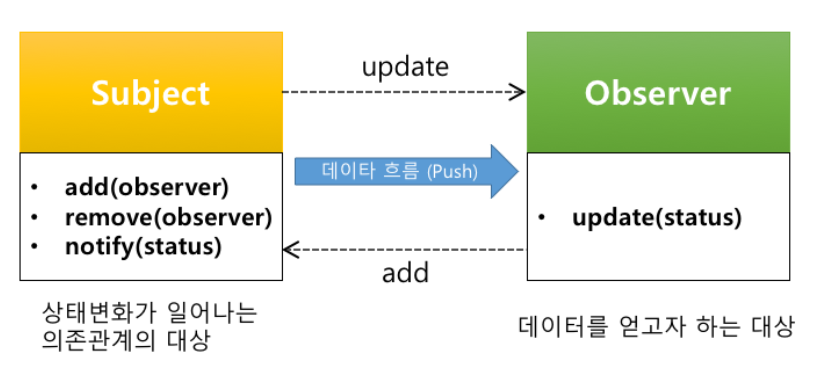 Subject
update
Observer
데이타 흐름 (Push)
• add(observer)
• remove(observer)
• notify(status)
• update(status)
add
상태변화가 일어나는
의존관계의 대상
데이터를 얻고자 하는 대상